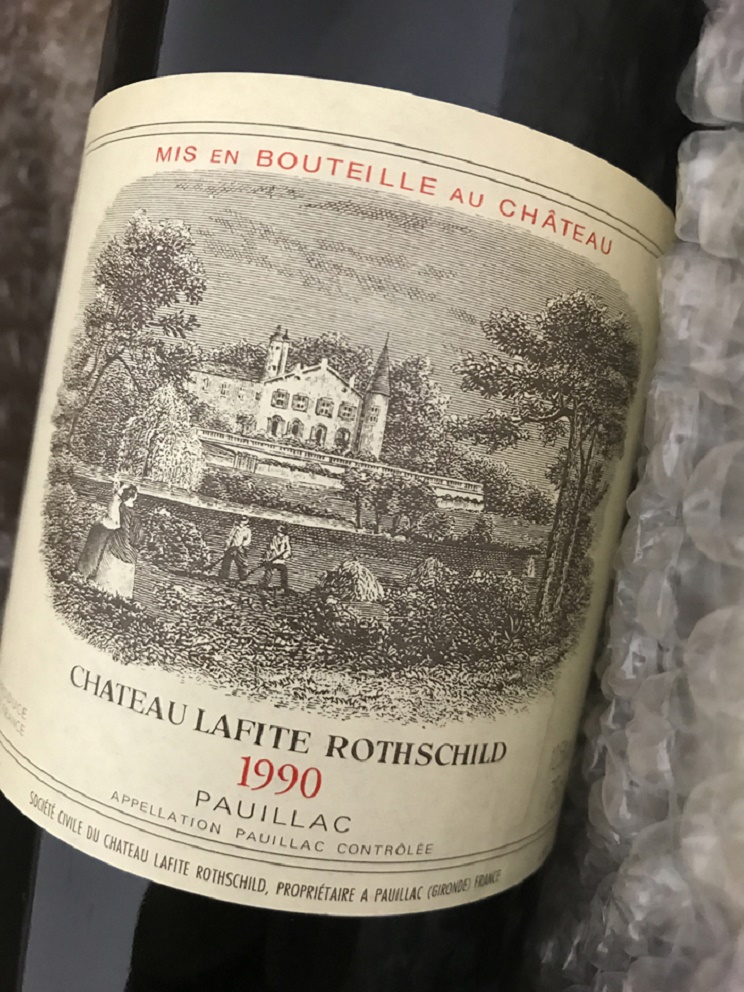 MIS EN BOUTEILLE AU CHÂTEAU
CHATEAU LAFITE ROTHSCHILD
1990
PAUILLAC
APPELLATION PAUILLAC CONTRÔLÉE
SOCIÉTÉ CIVILE DU CHATEAU LAFITE ROTHSCHILD, PROPRIÉTAIRE A PAUILLAC (GIRONDE) FRANCE